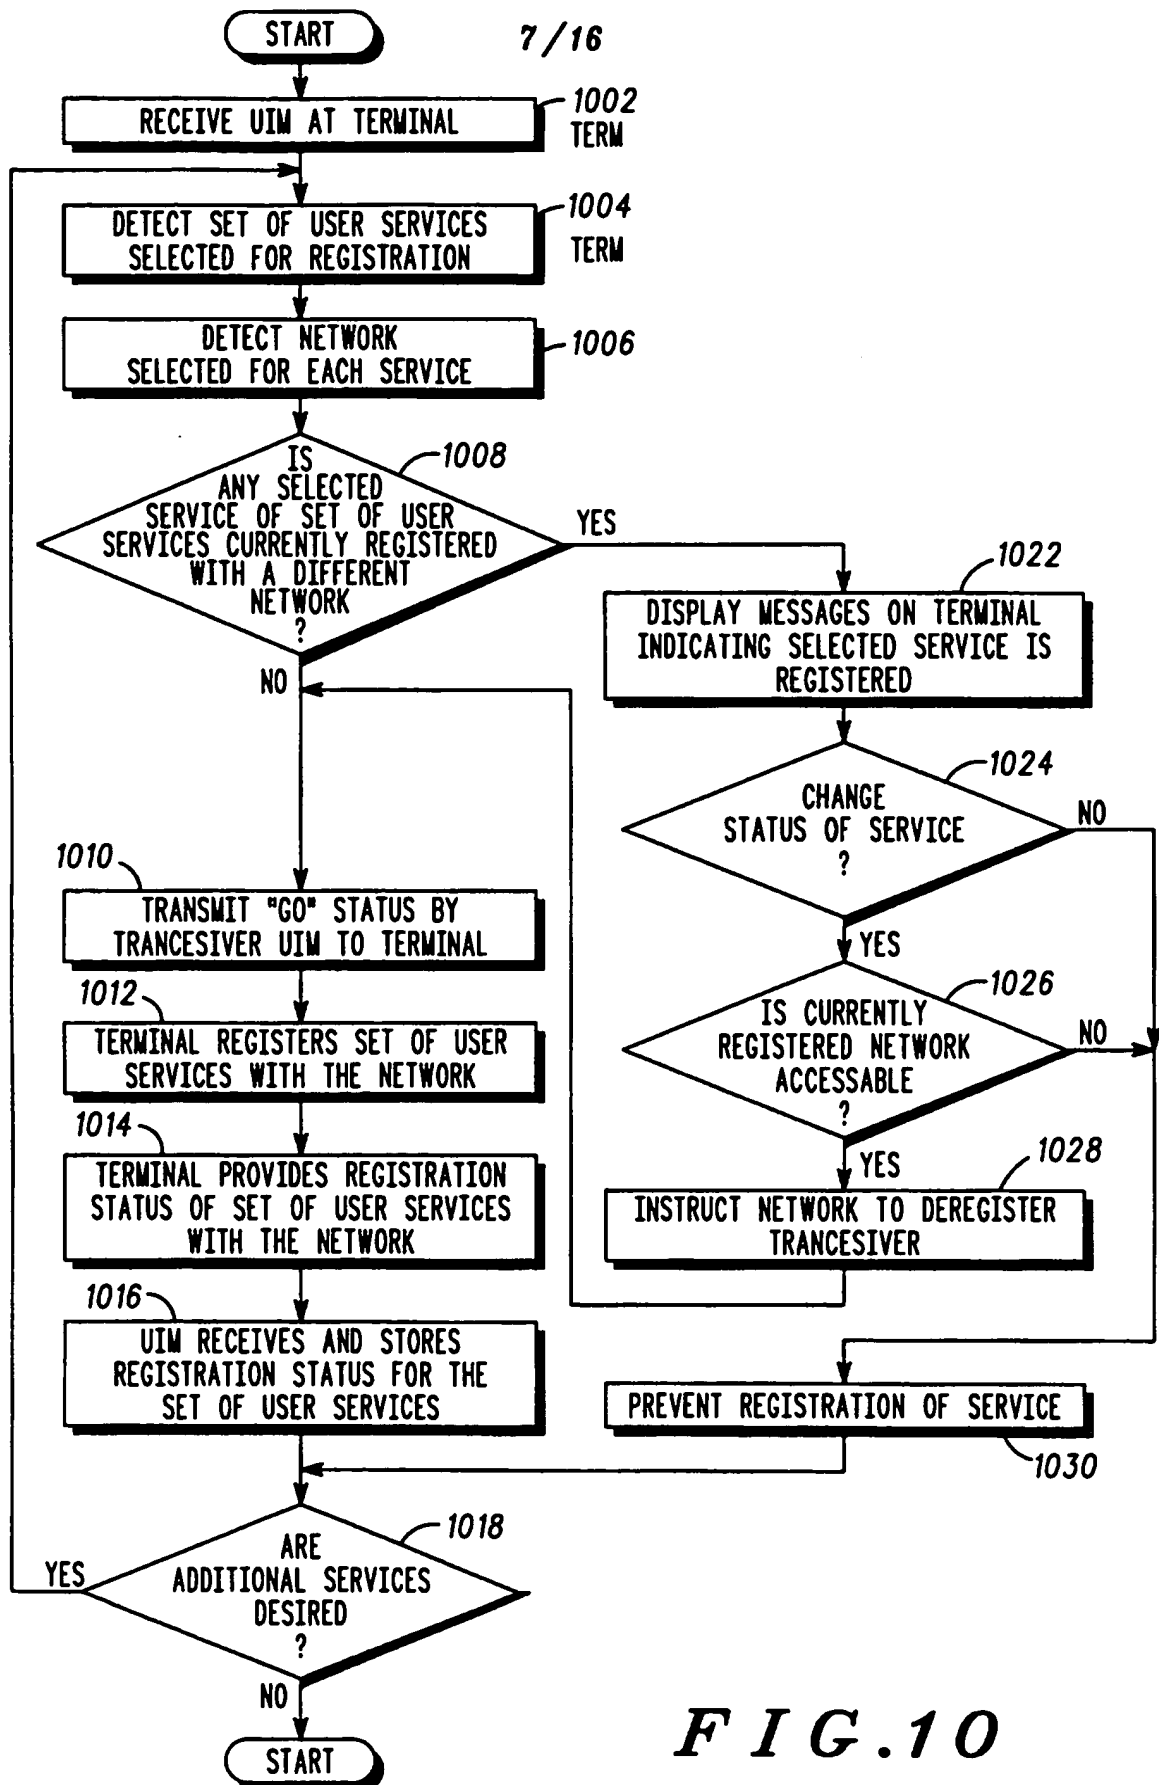 START
7/16
RECEIVE UIM AT TERMINAL
1002
TERM
DETECT SET OF USER SERVICES
SELECTED FOR REGISTRATION
1004
TERM
DETECT NETWORK
SELECTED FOR EACH SERVICE
1006
IS
ANY SELECTED
SERVICE OF SET OF USER
SERVICES CURRENTLY REGISTERED
WITH A DIFFERENT
NETWORK
?
1008
YES
NO
1022
DISPLAY MESSAGES ON TERMINAL
INDICATING SELECTED SERVICE IS
REGISTERED
1024
CHANGE
STATUS OF SERVICE
?
NO
YES
1026
IS CURRENTLY
REGISTERED NETWORK
ACCESSABLE
?
NO
YES
1028
INSTRUCT NETWORK TO DEREGISTER
TRANCESIVER
1010
TRANSMIT "GO" STATUS BY
TRANCESIVER UIM TO TERMINAL
1012
TERMINAL REGISTERS SET OF USER
SERVICES WITH THE NETWORK
1014
TERMINAL PROVIDES REGISTRATION
STATUS OF SET OF USER SERVICES
WITH THE NETWORK
1016
UIM RECEIVES AND STORES
REGISTRATION STATUS FOR THE
SET OF USER SERVICES
PREVENT REGISTRATION OF SERVICE
1030
1018
ARE
ADDITIONAL SERVICES
DESIRED
?
YES
NO
START
FIG.10